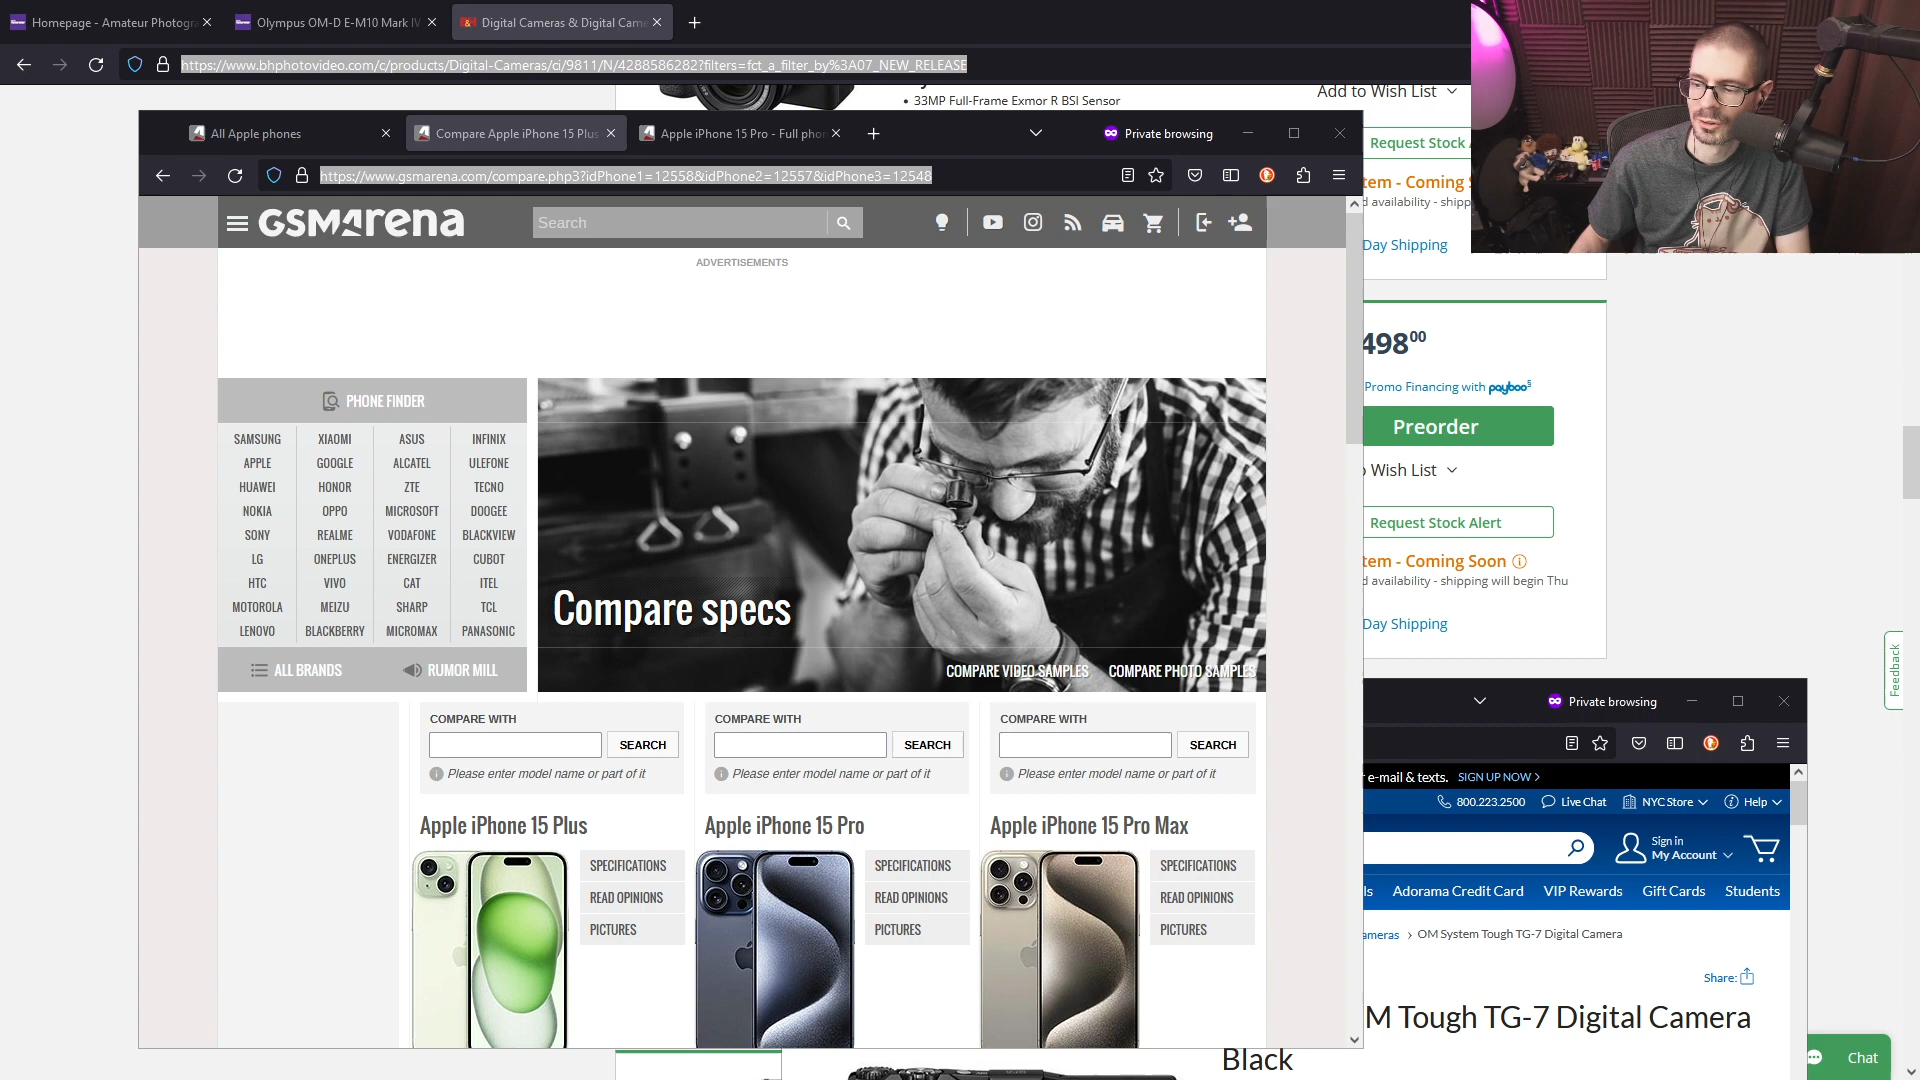 Homepage - Amateur Photogra
Olympus OM-D E-M10 Mark IV
Digital Cameras & Digital Came
https://www.bhphotovideo.com/c/products/Digital-Cameras/ci/9811/N/4288586282?filters=fct_a_filter_by%3A07_NEW_RELEASE
• 33MP Full-Frame Exmor R BSI Sensor
Add to Wish List
All Apple phones
Compare Apple iPhone 15 Plus
Apple iPhone 15 Pro - Full phon
Private browsing
Request Stock
https://www.gsmarena.com/compare.php3?idPhone1=12558&idPhone2=12557&idPhone3=12548
tem - Coming
d availability - shipp
GSMArena
Search
Day Shipping
ADVERTISEMENTS
498 00
Promo Financing with payboo§
PHONE FINDER
Preorder
SAMSUNG XIAOMI ASUS INFINIX
APPLE GOOGLE ALCATEL ULEFONE
Wish List
HUAWEI HONOR ZTE TECNO
NOKIA OPPO MICROSOFT DOOGEE
Request Stock Alert
SONY REALME VODAFONE BLACKVIEW
LG ONEPLUS ENERGIZER CUBOT
tem - Coming Soon
HTC VIVO CAT ITEL
d availability - shipping will begin Thu
MOTOROLA MEIZU SHARP TCL
LENOVO BLACKBERRY MICROMAX PANASONIC
Day Shipping
Compare specs
ALL BRANDS RUMOR MILL
COMPARE VIDEO SAMPLES COMPARE PHOTO SAMPLES
Feedback
Private browsing
COMPARE WITH COMPARE WITH COMPARE WITH
SEARCH SEARCH SEARCH
Please enter model name or part of it Please enter model name or part of it Please enter model name or part of it
e-mail & texts. SIGN UP NOW >
800.223.2500 Live Chat NYC Store Help
Apple iPhone 15 Plus Apple iPhone 15 Pro Apple iPhone 15 Pro Max
Sign in
My Account
SPECIFICATIONS SPECIFICATIONS SPECIFICATIONS
ls Adorama Credit Card VIP Rewards Gift Cards Students
READ OPINIONS READ OPINIONS READ OPINIONS
PICTURES PICTURES PICTURES
ameras > OM System Tough TG-7 Digital Camera
Share:
M Tough TG-7 Digital Camera
Black
Chat